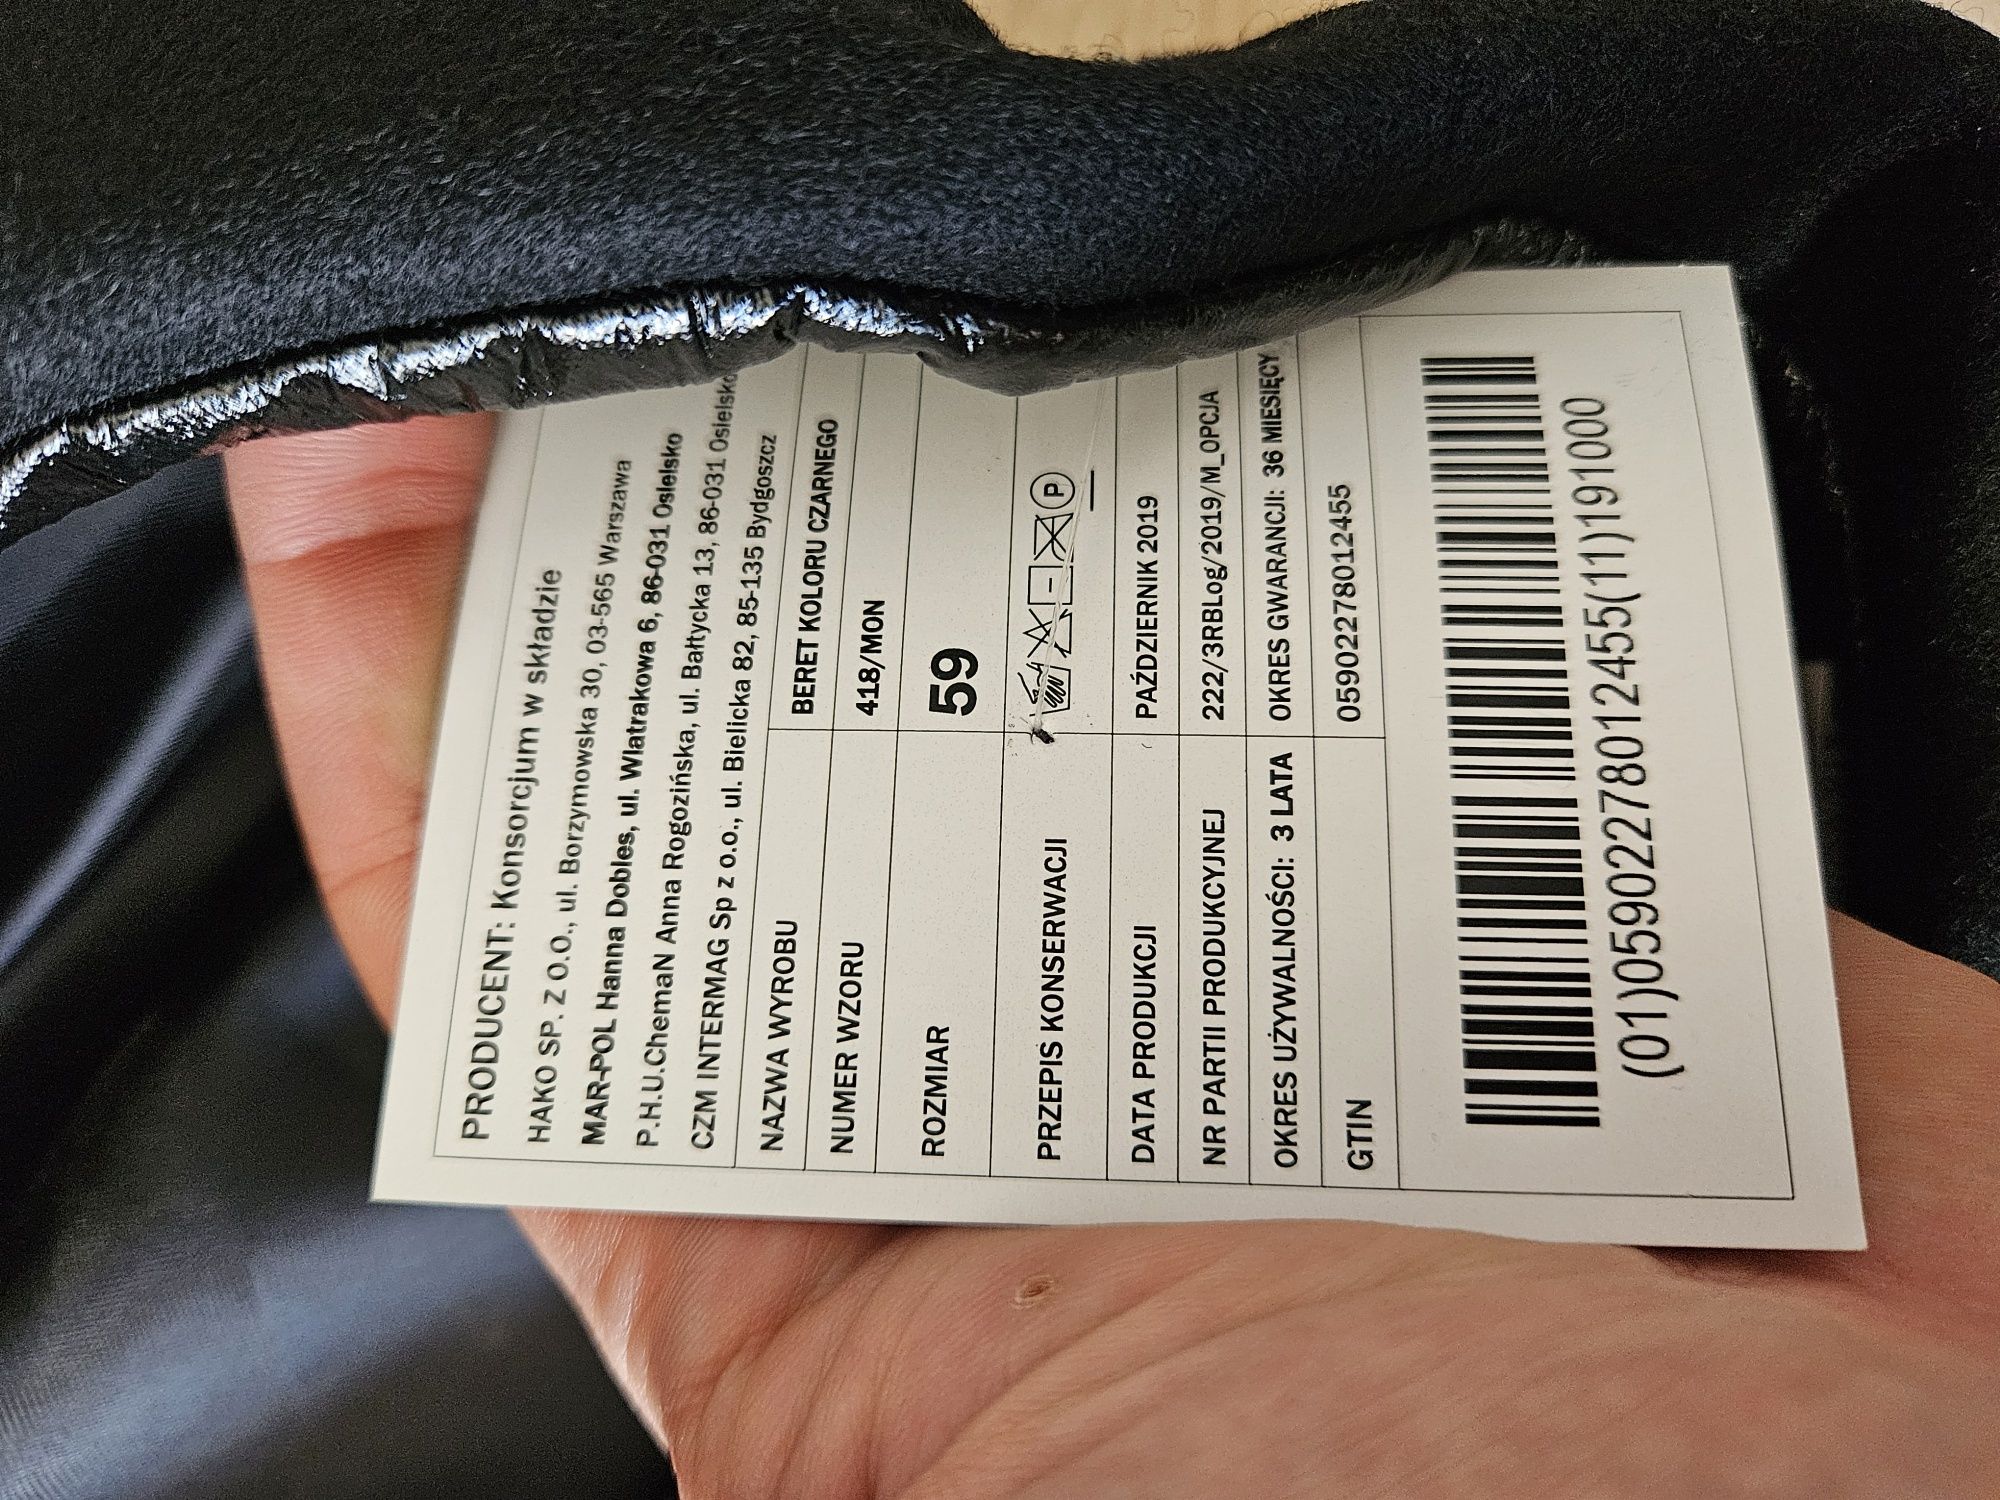 PRODUCENT: Konsorcjum w składzie
HAKO SP. Z O.O., ul. Borzymowska 30, 03-565 Warszawa
MAR-POL Hanna Dobles, ul. Wiatrakowa 6, 86-031 Osielsko
P.H.U.ChemaN Anna Rogozińska, ul. Bałtycka 13, 86-031 Osielsko
CZM INTERMAG Sp z o.o., ul. Bielicka 82, 85-135 Bydgoszcz
NAZWA WYROBU BERET KOLORU CZARNEGO
NUMER WZORU 418/MON
ROZMIAR 59
PRZEPIS KONSERWACJI P
DATA PRODUKCJI PAŹDZIERNIK 2019
NR PARTII PRODUKCYJNEJ 222/3RBLog/2019/M_OPCJA
OKRES UŻYWALNOŚCI: 3 LATA OKRES GWARANCJI: 36 MIESIĘCY
GTIN 05902278012455
(01)05902278012455(11)191000